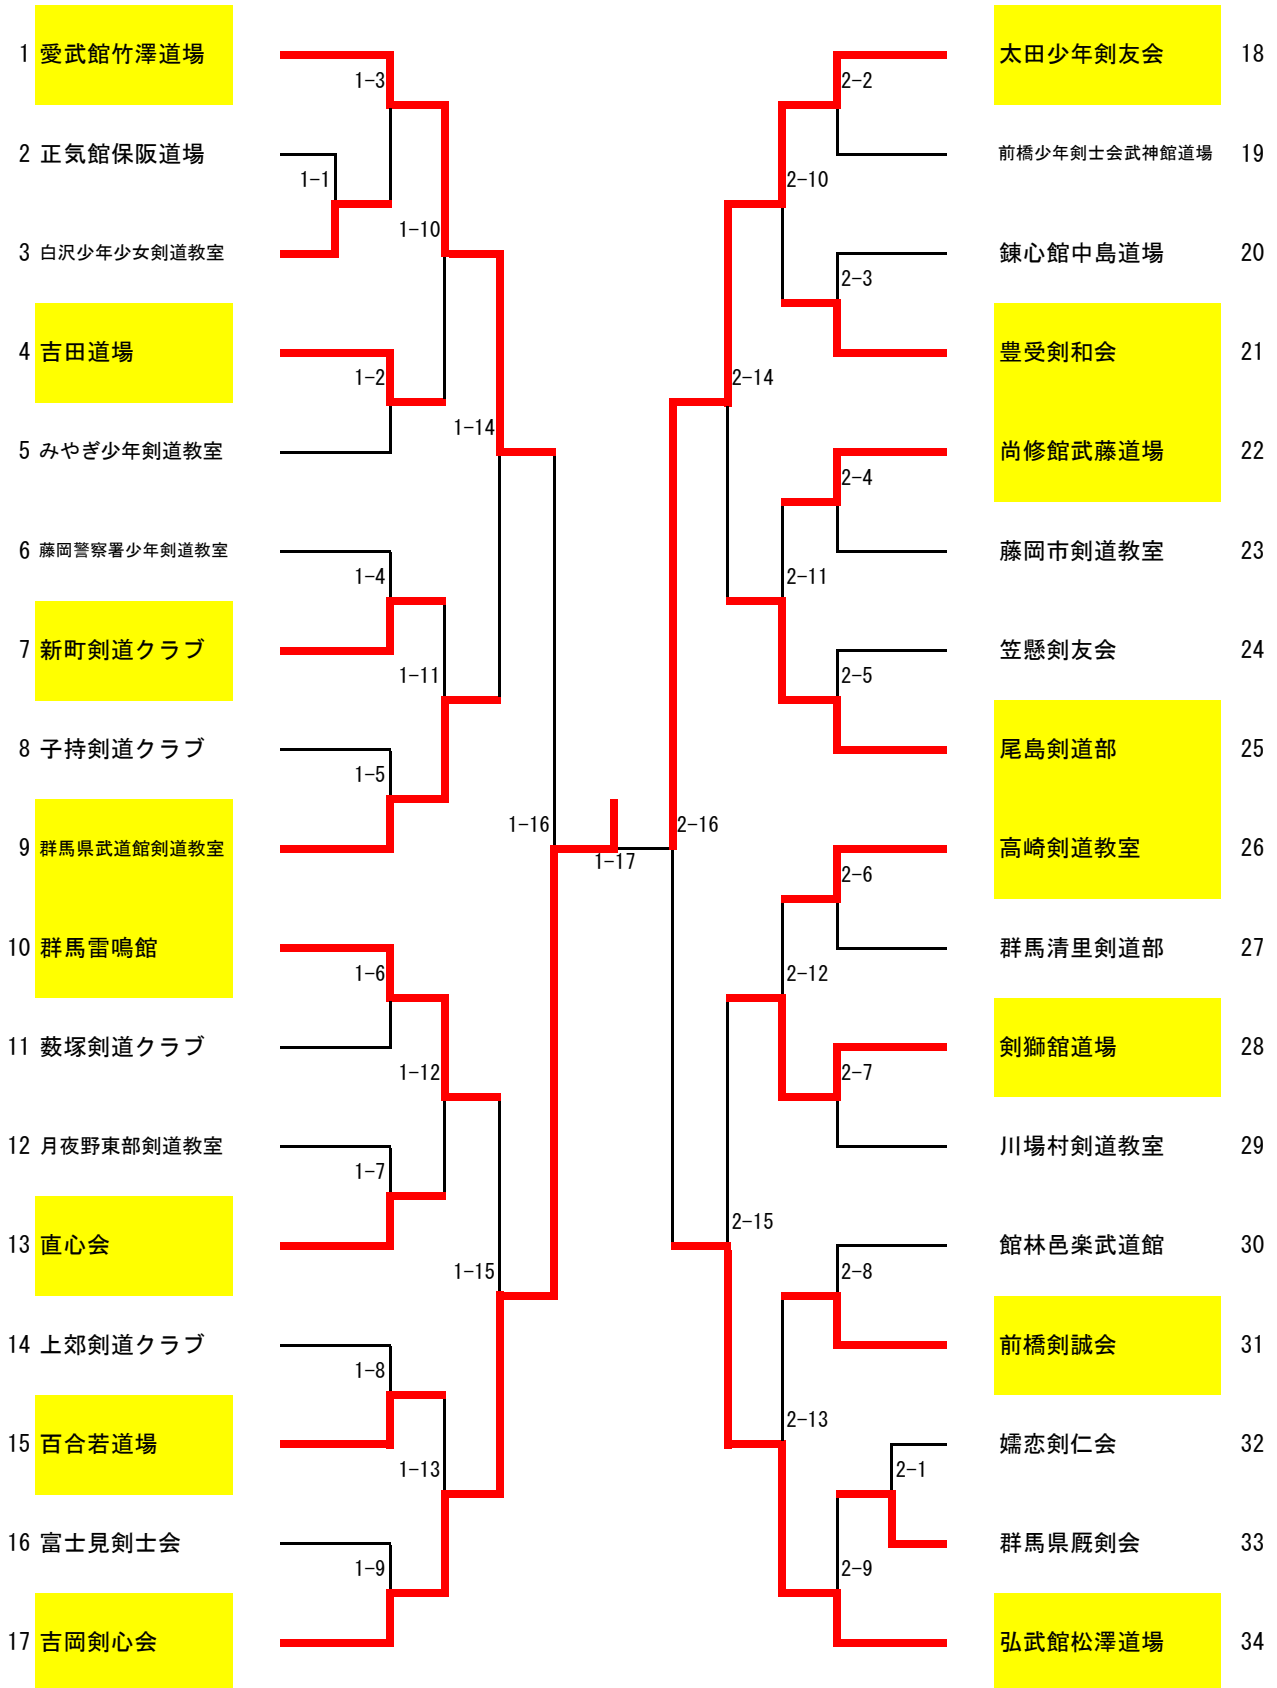 1 愛武館竹澤道場
2 正気館保阪道場
3 白沢少年少女剣道教室
4 吉田道場
5 みやぎ少年剣道教室
6 藤岡警察署少年剣道教室
7 新町剣道クラブ
8 子持剣道クラブ
9 群馬県武道館剣道教室
10 群馬雷鳴館
11 薮塚剣道クラブ
12 月夜野東部剣道教室
13 直心会
14 上郊剣道クラブ
15 百合若道場
16 富士見剣士会
17 吉岡剣心会
1-3
1-1
1-10
1-2
1-14
1-4
1-11
1-5
1-16
1-6
1-12
1-7
1-15
1-8
1-13
1-9
1-17
2-2
2-10
2-3
2-14
2-4
2-11
2-5
2-16
2-6
2-12
2-7
2-15
2-8
2-13
2-1
2-9
太田少年剣友会 18
前橋少年剣士会武神館道場 19
錬心館中島道場 20
豊受剣和会 21
尚修館武藤道場 22
藤岡市剣道教室 23
笠懸剣友会 24
尾島剣道部 25
高崎剣道教室 26
群馬清里剣道部 27
剣獅舘道場 28
川場村剣道教室 29
館林邑楽武道館 30
前橋剣誠会 31
嬬恋剣仁会 32
群馬県厩剣会 33
弘武館松澤道場 34